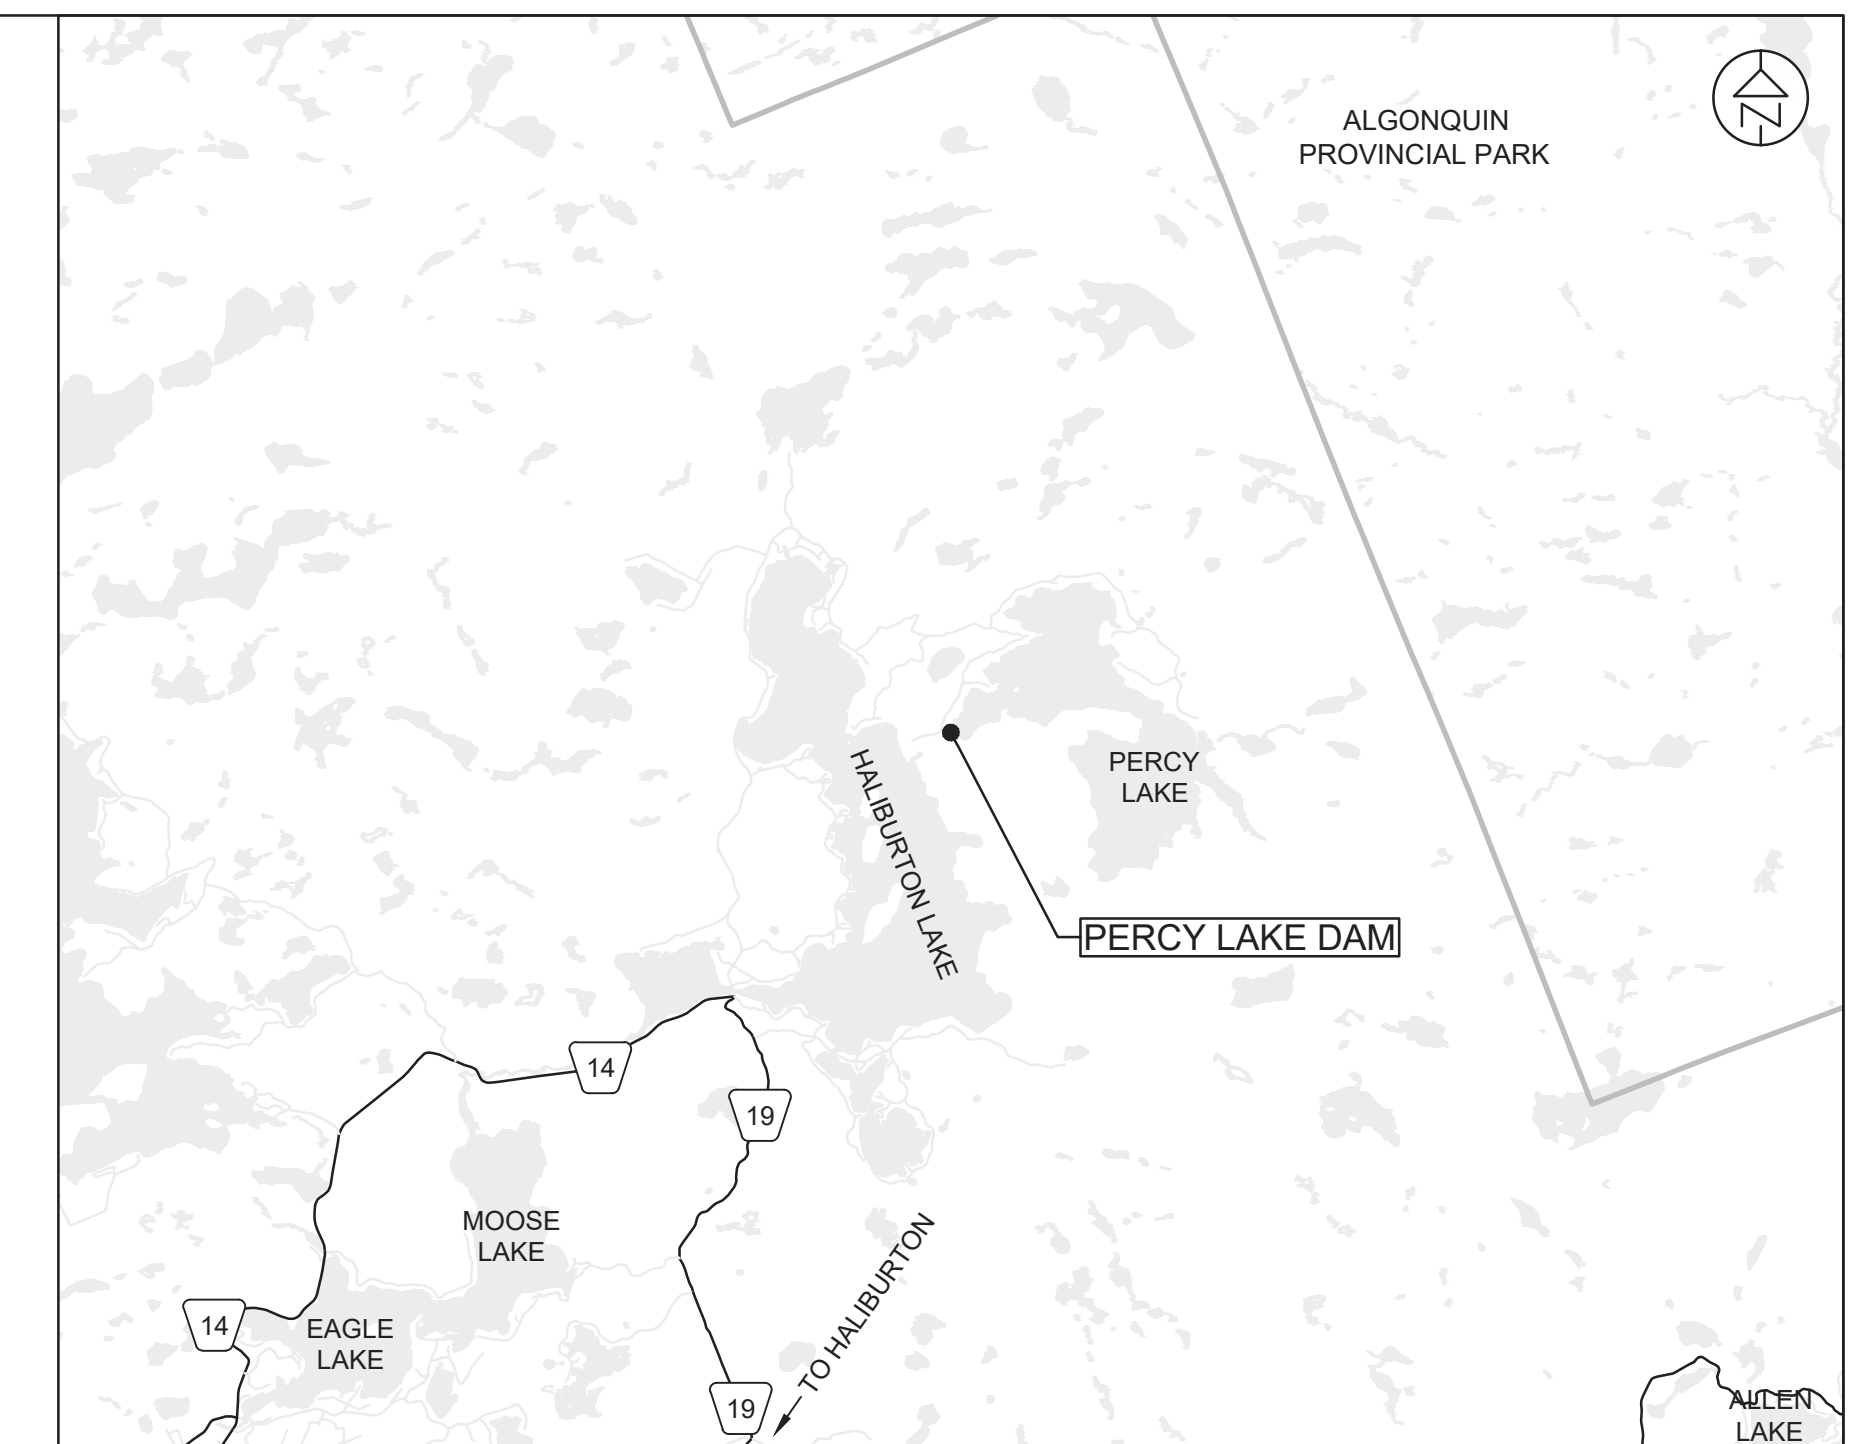 ALGONQUIN
PROVINCIAL PARK
N
HALIBURTON LAKE
PERCY
LAKE
PERCY LAKE DAM
14
19
MOOSE
LAKE
TO HALIBURTON
14
EAGLE
LAKE
19
ALLEN
LAKE